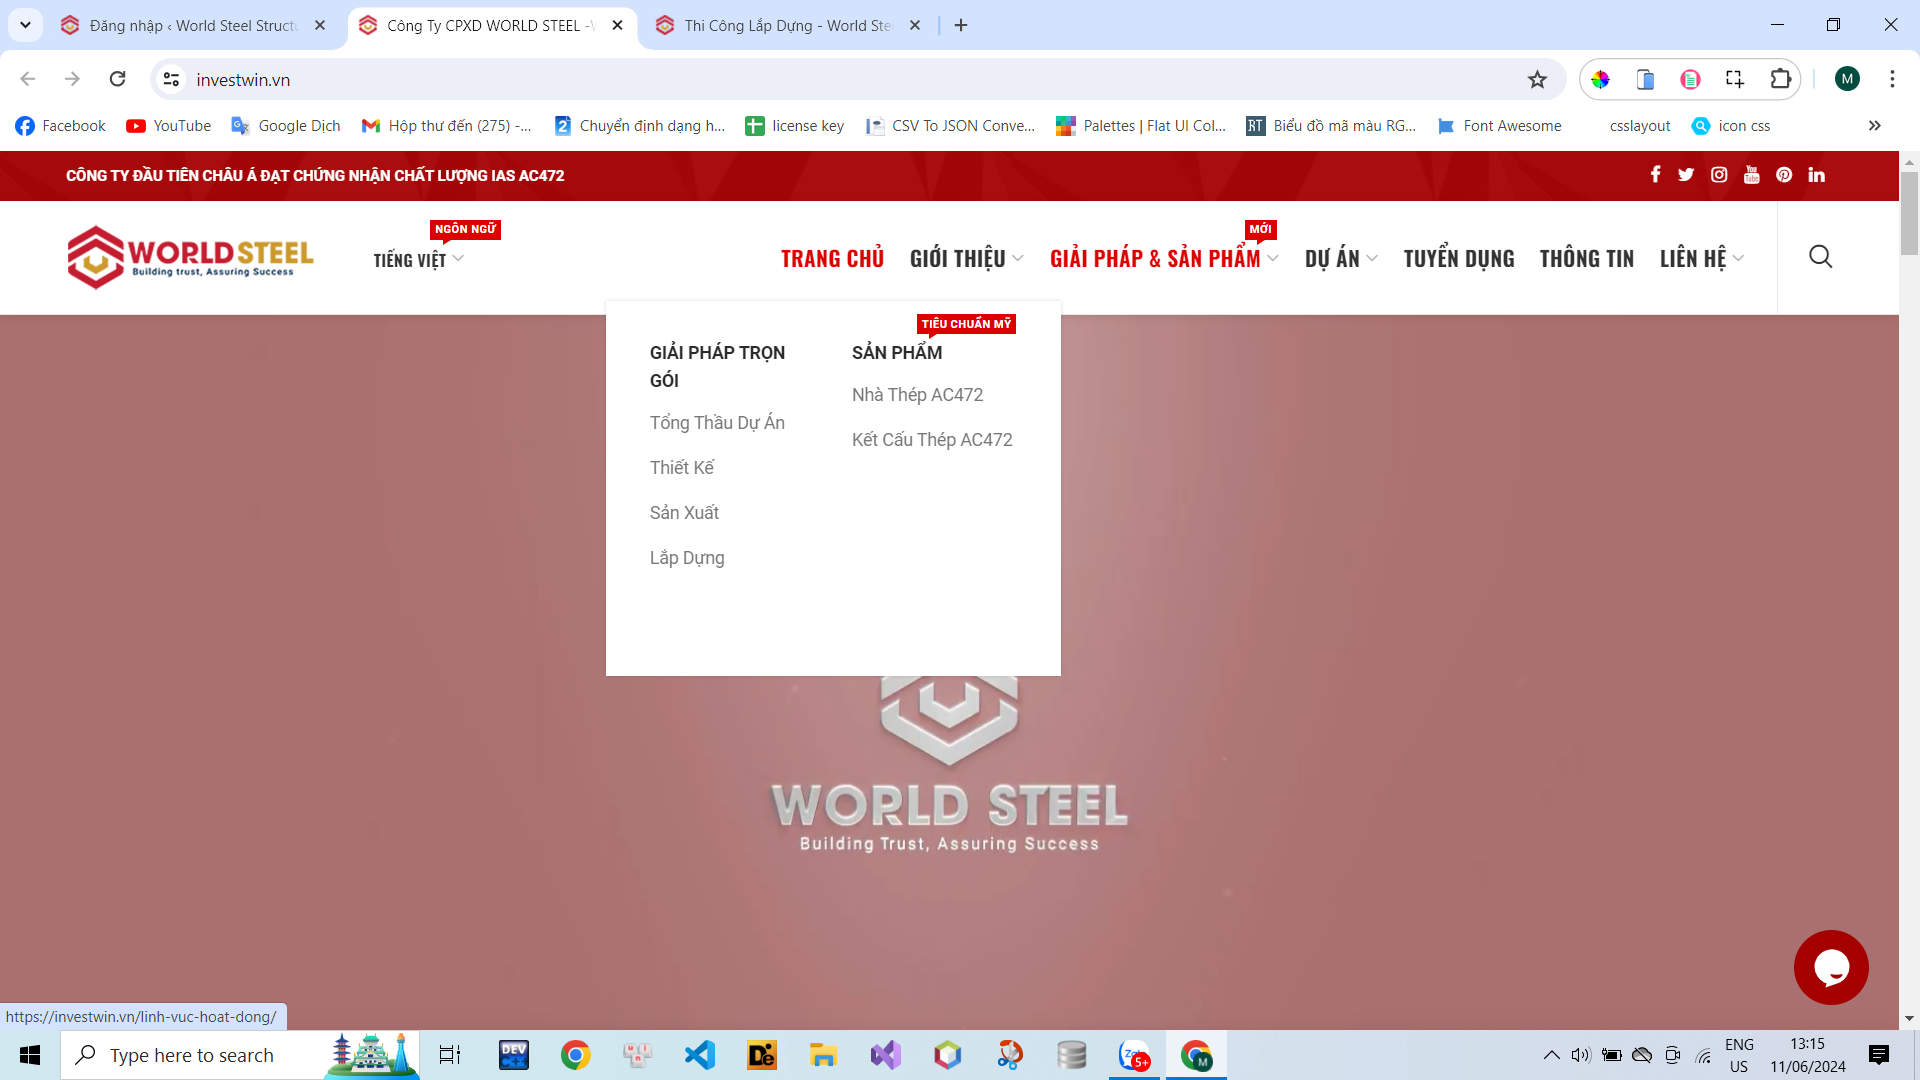 Đăng nhập ‹ World Steel Struct
Công Ty CPXD WORLD STEEL -
Thi Công Lắp Dựng - World Ste
investwin.vn
M
Facebook YouTube Google Dịch Hộp thư đến (275) -... Chuyển định dạng h... license key CSV To JSON Conve... Palettes | Flat UI Col... RT Biểu đồ mã màu RG... Font Awesome csslayout icon css
CÔNG TY ĐẦU TIÊN CHÂU Á ĐẠT CHỨNG NHẬN CHẤT LƯỢNG IAS AC472
WORLD STEEL
Building trust, Assuring Success
NGÔN NGỮ
TIẾNG VIỆT
MỚI
TRANG CHỦ GIỚI THIỆU GIẢI PHÁP & SẢN PHẨM DỰ ÁN TUYỂN DỤNG THÔNG TIN LIÊN HỆ
GIẢI PHÁP TRỌN
GÓI
Tổng Thầu Dự Án
Thiết Kế
Sản Xuất
Lắp Dựng
TIÊU CHUẨN MỸ
SẢN PHẨM
Nhà Thép AC472
Kết Cấu Thép AC472
WORLD STEEL
Building Trust, Assuring Success
https://investwin.vn/linh-vuc-hoat-dong/
Type here to search
DEV
De
5+
M
ENG
US
13:15
11/06/2024